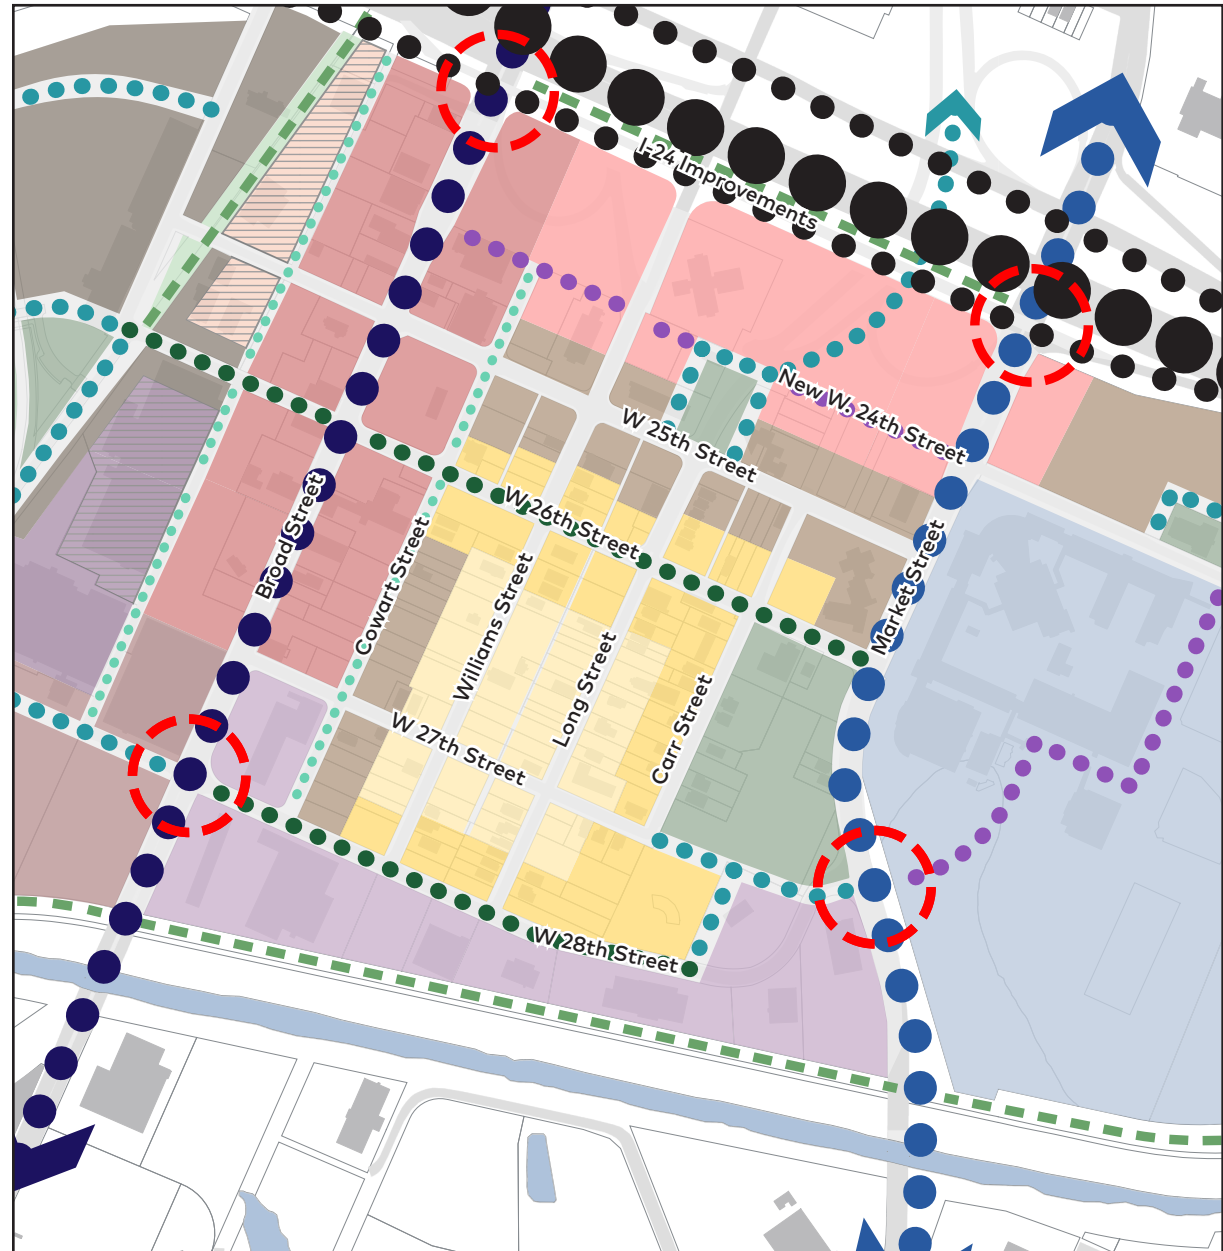 I-24 Improvements
New W. 24th Street
W 25th Street
W 26th Street
Broad Street
Cowart Street
Williams Street
Long Street
Carr Street
Market Street
W 27th Street
W 28th Street